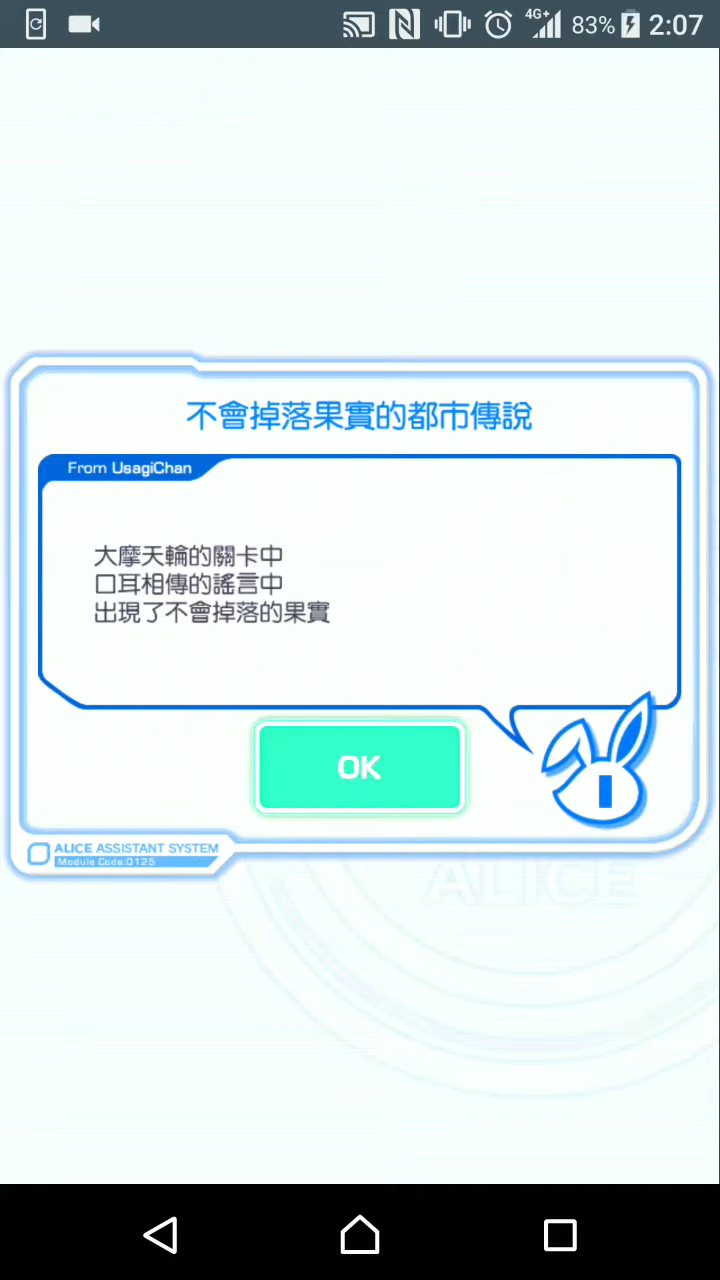 4G+ 83% 2:07
不會掉落果實的都市傳說
From UsagiChan
大摩天輪的關卡中
口耳相傳的謠言中
出現了不會掉落的果實
OK
ALICE ASSISTANT SYSTEM
Module Code:0125
ALICE